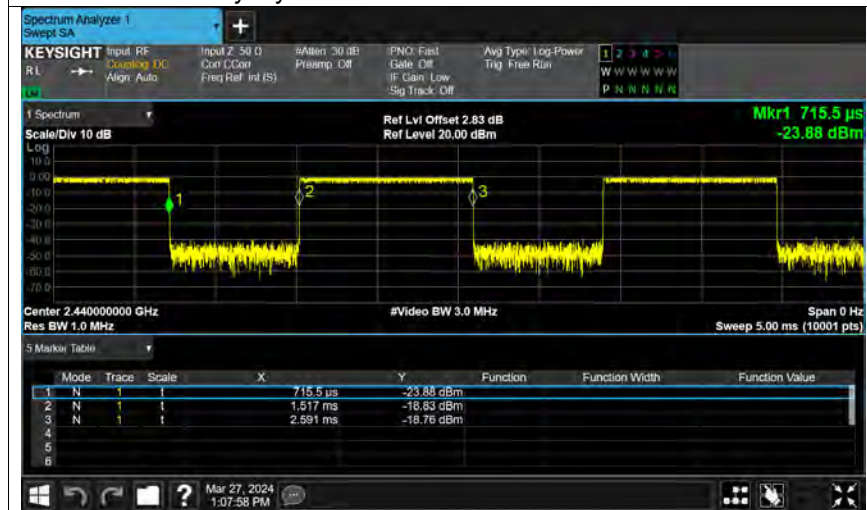 Spectrum Analyzer 1
Swept SA
+
KEYSIGHT Input: RF Input Z: 50 Ω #Atten: 30 dB PNO: Fast Avg Type: Log-Power 1 2 3 4 5 6
RL Coupling: DC Corr CCorr Preamp: Off Gate: Off Trig: Free Run W W W W W W
Align: Auto Freq Ref: Int (S) IF Gain: Low P N N N N N
Sig Track: Off
1 Spectrum Ref Lvl Offset 2.83 dB Mkr1 715.5 µs
Scale/Div 10 dB Ref Level 20.00 dBm -23.88 dBm
Log
10.0
0.00
-10.0
-20.0
-30.0
-40.0
-50.0
-60.0
-70.0
1
2
3
Center 2.440000000 GHz #Video BW 3.0 MHz Span 0 Hz
Res BW 1.0 MHz Sweep 5.00 ms (10001 pts)
5 Marker Table
Mode Trace Scale X Y Function Function Width Function Value
1 N 1 t 715.5 µs -23.88 dBm
2 N 1 t 1.517 ms -18.83 dBm
3 N 1 t 2.591 ms -18.76 dBm
4
5
6
? Mar 27, 2024
1:07:58 PM